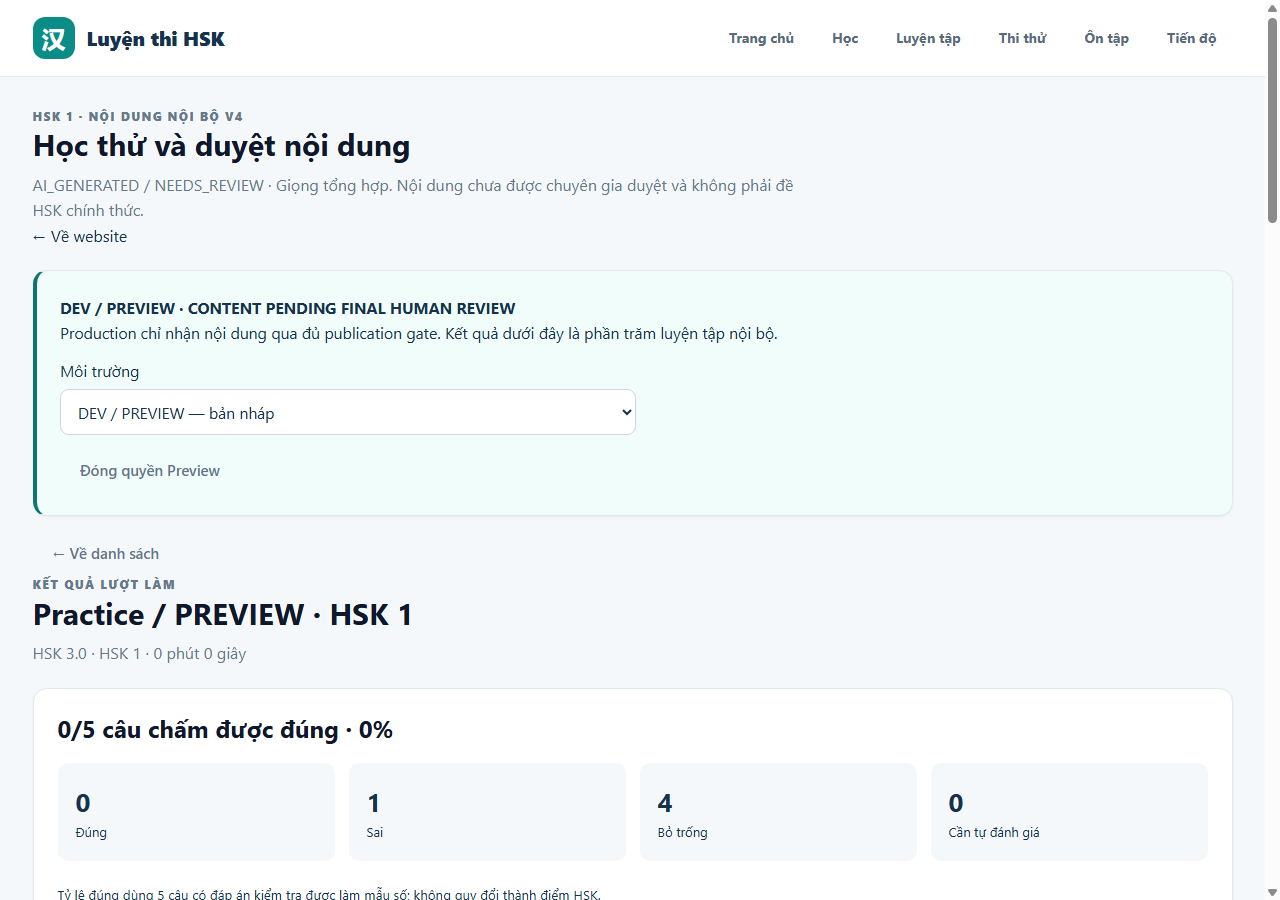 汉 Luyện thi HSK
Trang chủ Học Luyện tập Thi thử Ôn tập Tiến độ
HSK 1 · NỘI DUNG NỘI BỘ V4
Học thử và duyệt nội dung
AI_GENERATED / NEEDS_REVIEW · Giọng tổng hợp. Nội dung chưa được chuyên gia duyệt và không phải đề
HSK chính thức.
← Về website
DEV / PREVIEW · CONTENT PENDING FINAL HUMAN REVIEW
Production chỉ nhận nội dung qua đủ publication gate. Kết quả dưới đây là phần trăm luyện tập nội bộ.
Môi trường
DEV / PREVIEW — bản nháp
Đóng quyền Preview
← Về danh sách
KẾT QUẢ LƯỢT LÀM
Practice / PREVIEW · HSK 1
HSK 3.0 · HSK 1 · 0 phút 0 giây
0/5 câu chấm được đúng · 0%
0
Đúng
1
Sai
4
Bỏ trống
0
Cần tự đánh giá
Tỷ lệ đúng dùng 5 câu có đáp án kiểm tra được làm mẫu số; không quy đổi thành điểm HSK.